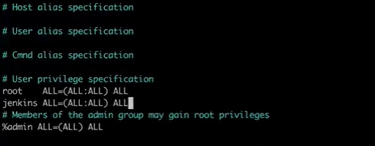 # Host alias specification
# User alias specification
# Cmnd alias specification
# User privilege specification
root    ALL=(ALL:ALL) ALL
jenkins ALL=(ALL:ALL) ALL
# Members of the admin group may gain root privileges
%admin ALL=(ALL) ALL